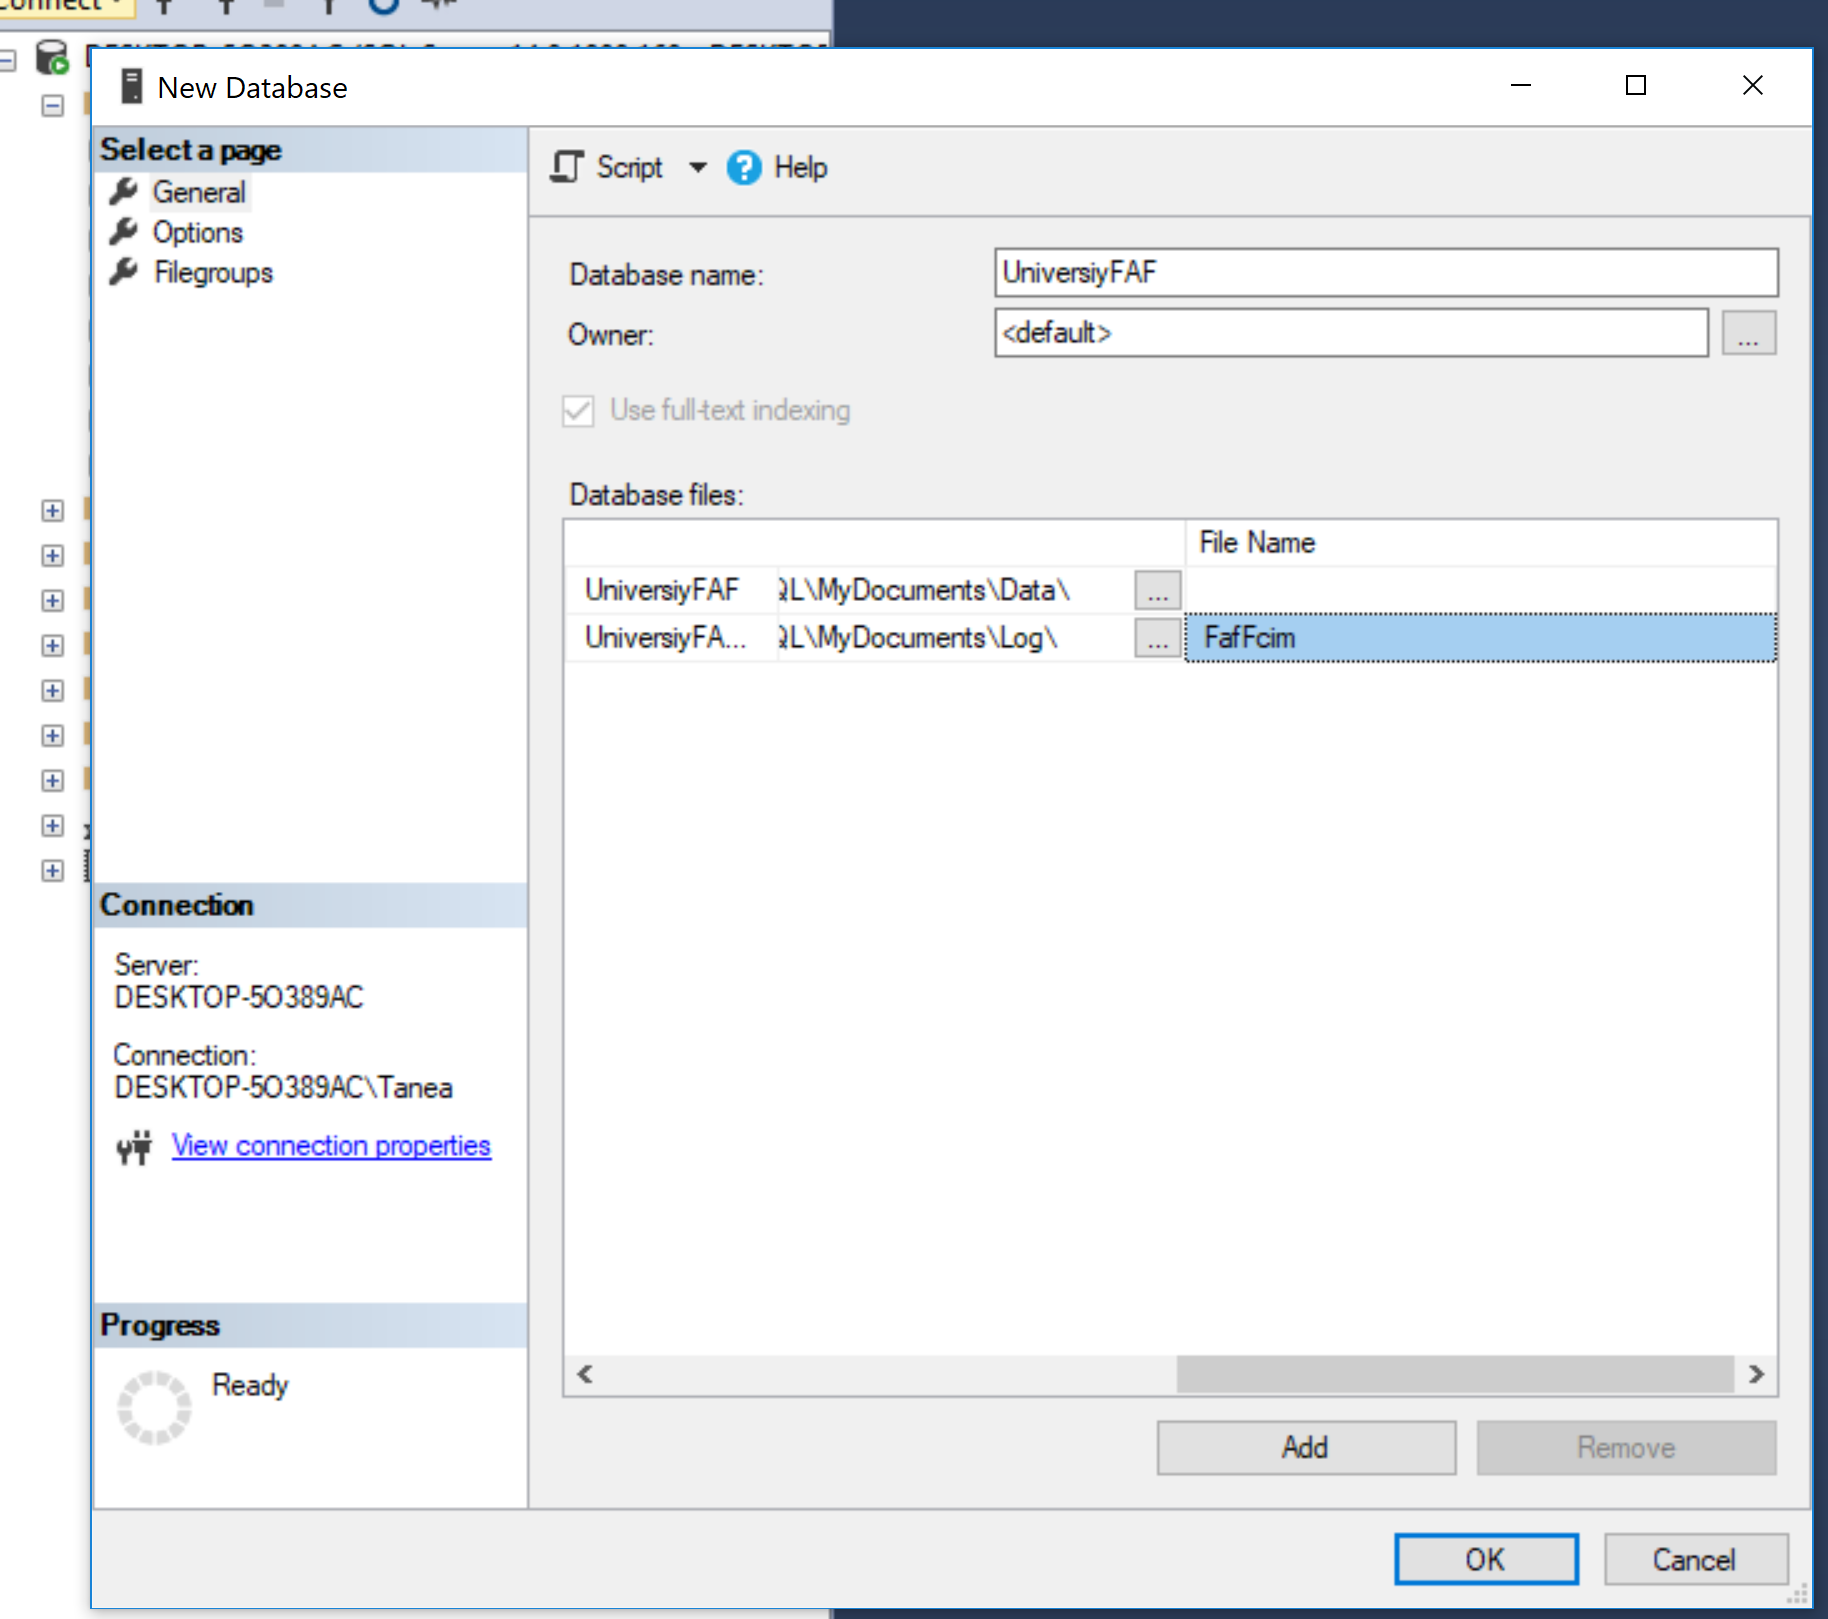 New Database
Select a page
General
Options
Filegroups
Script
Help
Database name:
UniversiyFAF
Owner:
<default>
...
Use full-text indexing
Database files:
File Name
UniversiyFAF
QL\MyDocuments\Data\
...
UniversiyFA...
QL\MyDocuments\Log\
...
FafFcim
Connection
Server:
DESKTOP-5O389AC
Connection:
DESKTOP-5O389AC\Tanea
View connection properties
Progress
Ready
Add
Remove
OK
Cancel